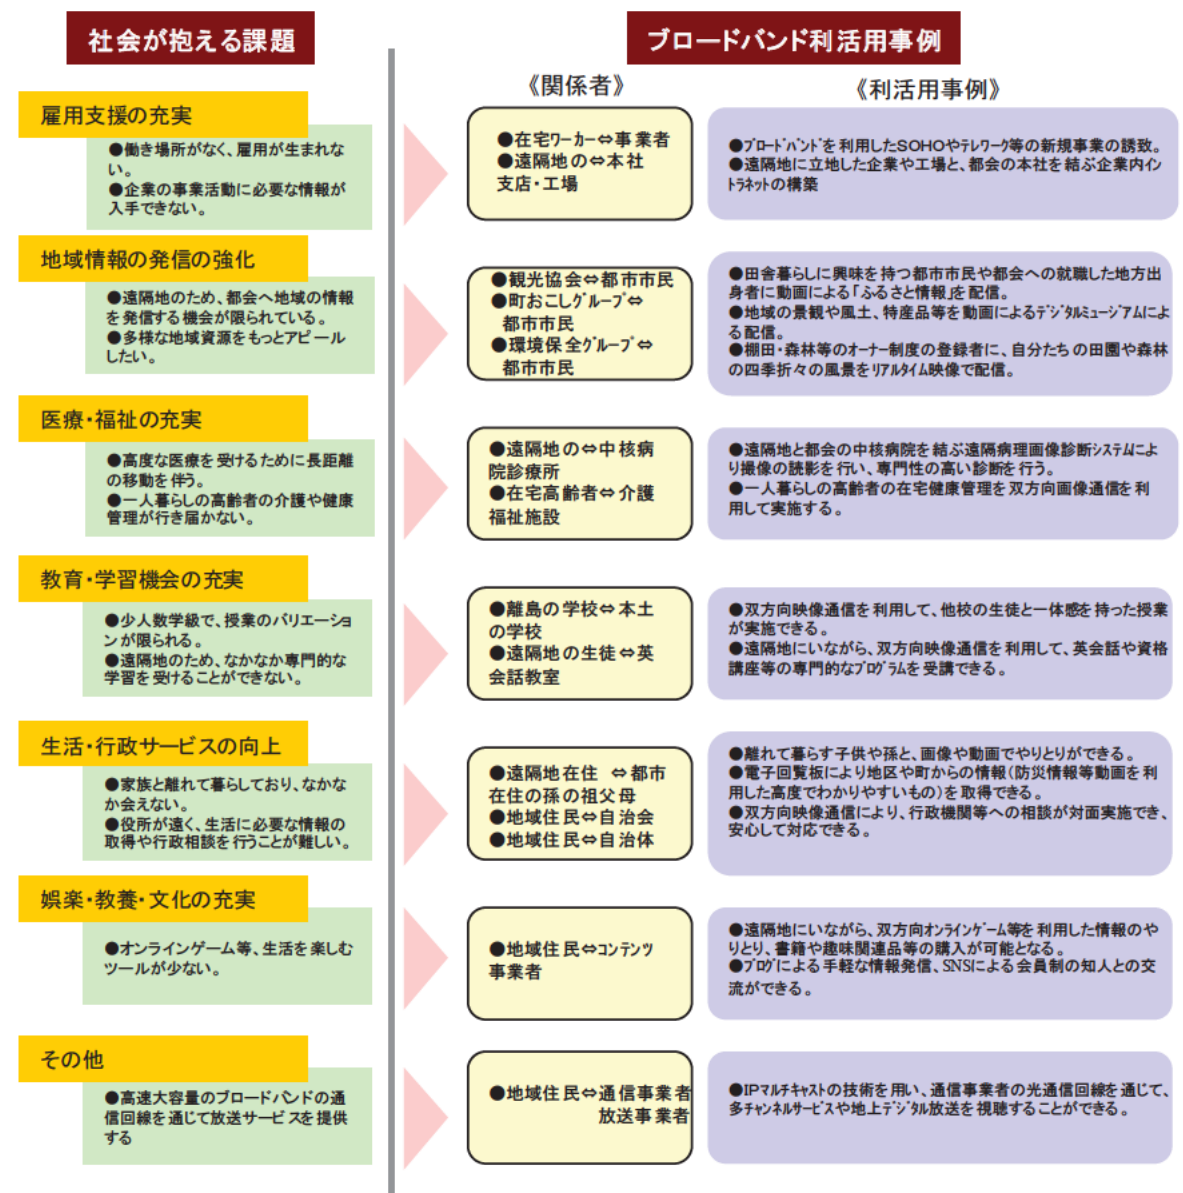 社会が抱える課題
ブロードバンド利活用事例
《関係者》
《利活用事例》
雇用支援の充実
●働き場所がなく、雇用が生まれな
い。
●企業の事業活動に必要な情報が
入手できない。
●在宅ワーカー⇔事業者
●遠隔地の⇔本社
支店・工場
●ブロードバンドを利用したSOHOやテレワーク等の新規事業の誘致。
●遠隔地に立地した企業や工場と、都会の本社を結ぶ企業内イン
トラネットの構築
地域情報の発信の強化
●遠隔地のため、都会へ地域の情報
を発信する機会が限られている。
●多様な地域資源をもっとアピール
したい。
●観光協会⇔都市市民
●町おこしグループ⇔
都市市民
●環境保全グループ⇔
都市市民
●田舎暮らしに興味を持つ都市市民や都会への就職した地方出
身者に動画による「ふるさと情報」を配信。
●地域の景観や風土、特産品等を動画によるデジタルミュージアムによ
る配信。
●棚田・森林等のオーナー制度の登録者に、自分たちの田園や森林
の四季折々の風景をリアルタイム映像で配信。
医療・福祉の充実
●高度な医療を受けるために長距離
の移動を伴う。
●一人暮らしの高齢者の介護や健康
管理が行き届かない。
●遠隔地の⇔中核病
院診療所
●在宅高齢者⇔介護
福祉施設
●遠隔地と都会の中核病院を結ぶ遠隔病理画像診断システムによ
り撮像の読影を行い、専門性の高い診断を行う。
●一人暮らしの高齢者の在宅健康管理を双方向画像通信を利
用して実施する。
教育・学習機会の充実
●少人数学級で、授業のバリエーショ
ンが限られる。
●遠隔地のため、なかなか専門的な
学習を受けることができない。
●離島の学校⇔本土
の学校
●遠隔地の生徒⇔英
会話教室
●双方向映像通信を利用して、他校の生徒と一体感を持った授業
が実施できる。
●遠隔地にいながら、双方向映像通信を利用して、英会話や資格
講座等の専門的なプログラムを受講できる。
生活・行政サービスの向上
●家族と離れて暮らしており、なかな
か会えない。
●役所が遠く、生活に必要な情報の
取得や行政相談を行うことが難しい。
●遠隔地在住 ⇔都市
在住の孫の祖父母
●地域住民⇔自治会
●地域住民⇔自治体
●離れて暮らす子供や孫と、画像や動画でやりとりができる。
●電子回覧板により地区や町からの情報（防災情報等動画を利
用した高度でわかりやすいもの）を取得できる。
●双方向映像通信により、行政機関等への相談が対面実施でき、
安心して対応できる。
娯楽・教養・文化の充実
●オンラインゲーム等、生活を楽しむ
ツールが少ない。
●地域住民⇔コンテンツ
事業者
●遠隔地にいながら、双方向オンラインゲーム等を利用した情報のや
りとり、書籍や趣味関連品等の購入が可能となる。
●ブログによる手軽な情報発信、SNSによる会員制の知人との交
流ができる。
その他
●高速大容量のブロードバンドの通
信回線を通じて放送サービスを提供
する
●地域住民⇔通信事業者
放送事業者
●IPマルチキャストの技術を用い、通信事業者の光通信回線を通じて、
多チャンネルサービスや地上デジタル放送を視聴することができる。